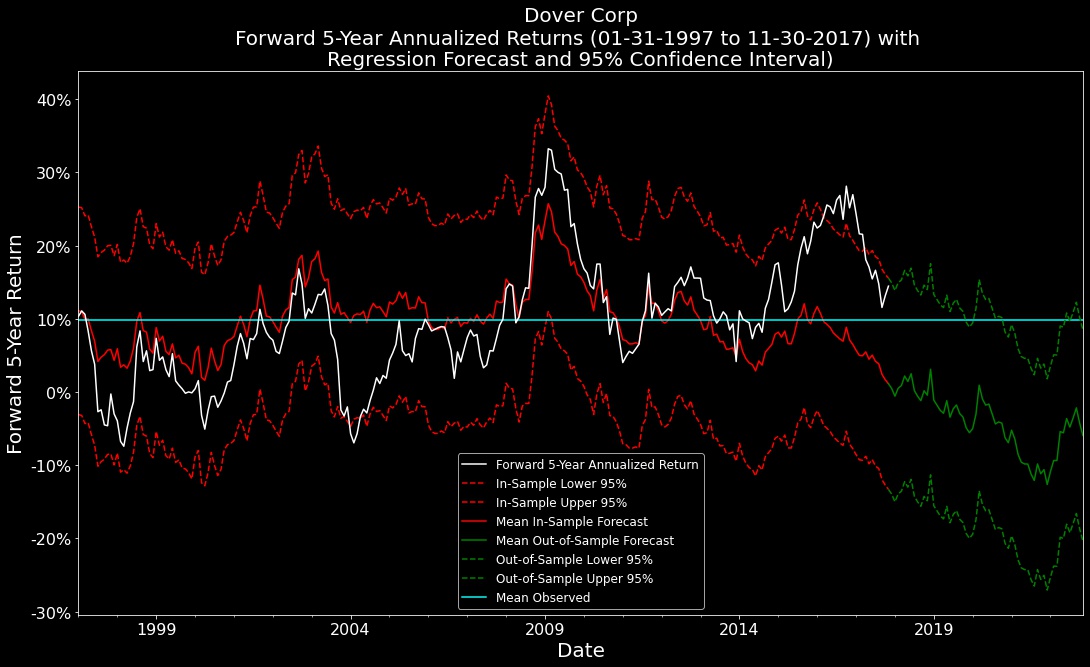 Dover Corp
Forward 5-Year Annualized Returns (01-31-1997 to 11-30-2017) with
Regression Forecast and 95% Confidence Interval)
Forward 5-Year Return
40%
30%
20%
10%
0%
-10%
-20%
-30%
Forward 5-Year Annualized Return
In-Sample Lower 95%
In-Sample Upper 95%
Mean In-Sample Forecast
Mean Out-of-Sample Forecast
Out-of-Sample Lower 95%
Out-of-Sample Upper 95%
Mean Observed
1999 2004 2009 2014 2019
Date